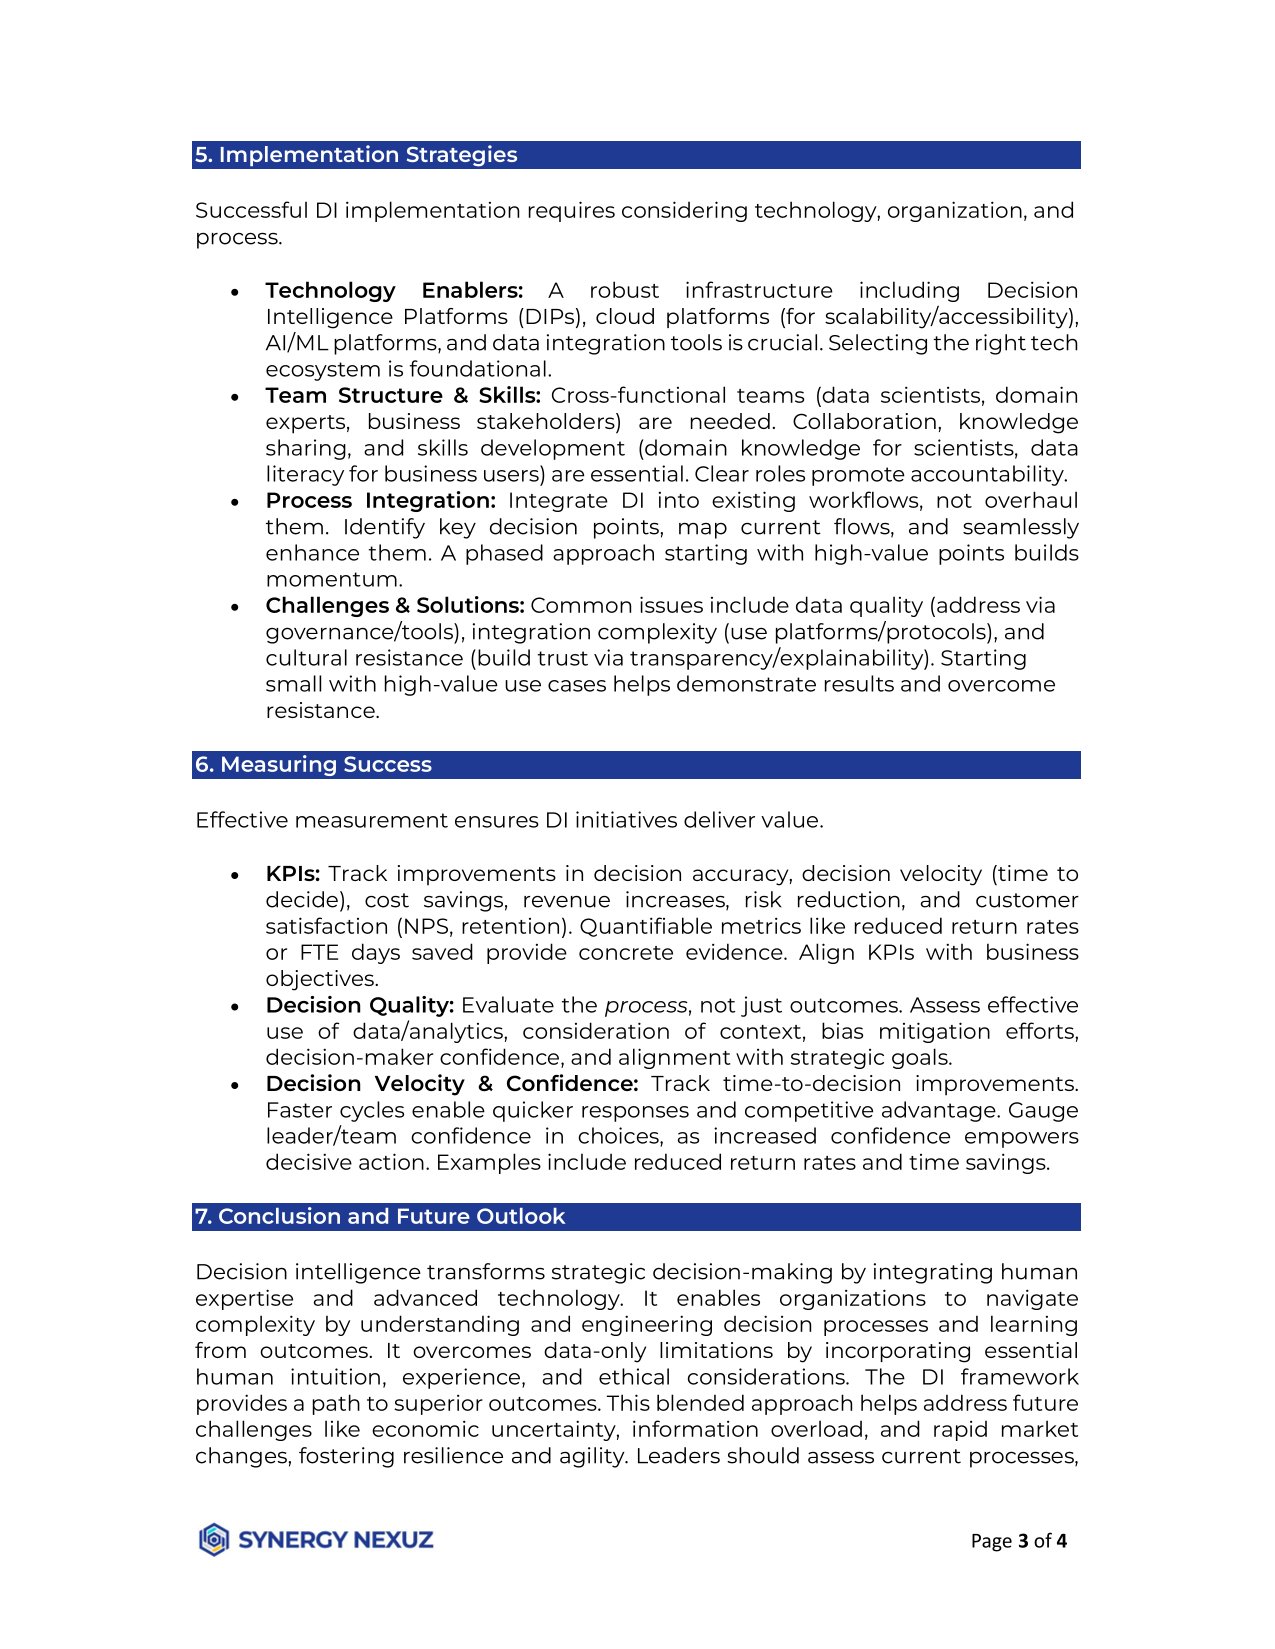 5. Implementation Strategies
Successful DI implementation requires considering technology, organization, and
process.
• Technology Enablers: A robust infrastructure including Decision
Intelligence Platforms (DIPs), cloud platforms (for scalability/accessibility),
AI/ML platforms, and data integration tools is crucial. Selecting the right tech
ecosystem is foundational.
• Team Structure & Skills: Cross-functional teams (data scientists, domain
experts, business stakeholders) are needed. Collaboration, knowledge
sharing, and skills development (domain knowledge for scientists, data
literacy for business users) are essential. Clear roles promote accountability.
• Process Integration: Integrate DI into existing workflows, not overhaul
them. Identify key decision points, map current flows, and seamlessly
enhance them. A phased approach starting with high-value points builds
momentum.
• Challenges & Solutions: Common issues include data quality (address via
governance/tools), integration complexity (use platforms/protocols), and
cultural resistance (build trust via transparency/explainability). Starting
small with high-value use cases helps demonstrate results and overcome
resistance.
6. Measuring Success
Effective measurement ensures DI initiatives deliver value.
• KPIs: Track improvements in decision accuracy, decision velocity (time to
decide), cost savings, revenue increases, risk reduction, and customer
satisfaction (NPS, retention). Quantifiable metrics like reduced return rates
or FTE days saved provide concrete evidence. Align KPIs with business
objectives.
• Decision Quality: Evaluate the process, not just outcomes. Assess effective
use of data/analytics, consideration of context, bias mitigation efforts,
decision-maker confidence, and alignment with strategic goals.
• Decision Velocity & Confidence: Track time-to-decision improvements.
Faster cycles enable quicker responses and competitive advantage. Gauge
leader/team confidence in choices, as increased confidence empowers
decisive action. Examples include reduced return rates and time savings.
7. Conclusion and Future Outlook
Decision intelligence transforms strategic decision-making by integrating human
expertise and advanced technology. It enables organizations to navigate
complexity by understanding and engineering decision processes and learning
from outcomes. It overcomes data-only limitations by incorporating essential
human intuition, experience, and ethical considerations. The DI framework
provides a path to superior outcomes. This blended approach helps address future
challenges like economic uncertainty, information overload, and rapid market
changes, fostering resilience and agility. Leaders should assess current processes,
SYNERGY NEXUZ
Page 3 of 4